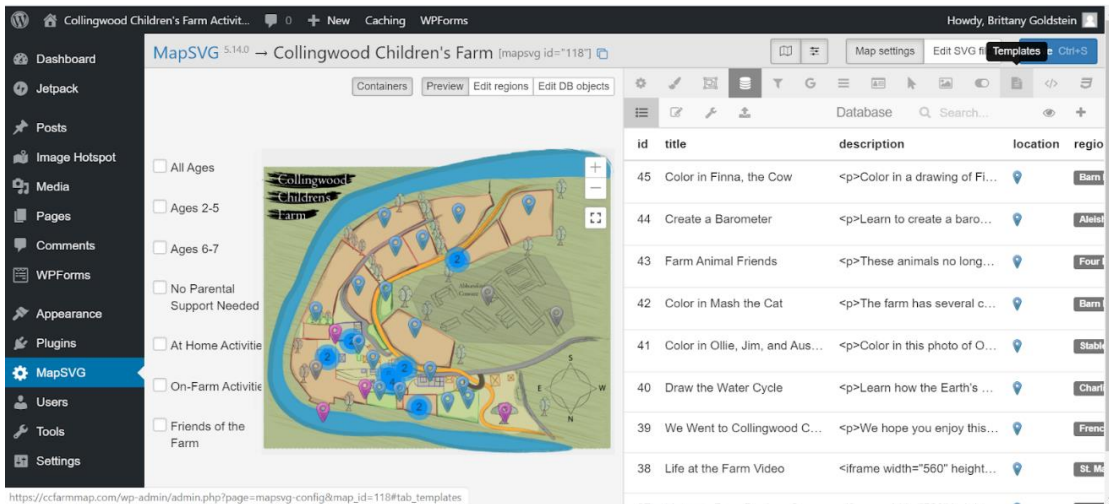 Collingwood Children's Farm Activit... 0 + New Caching WPForms Howdy, Brittany Goldstein
Dashboard
Jetpack
Posts
Image Hotspot
Media
Pages
Comments
WPForms
Appearance
Plugins
MapSVG
Users
Tools
Settings
MapSVG 5.14.0 → Collingwood Children's Farm [mapsvg id="118"] Map settings Edit SVG fil Templates e Ctrl+S
Containers Preview Edit regions Edit DB objects
All Ages
Ages 2-5
Ages 6-7
No Parental
Support Needed
At Home Activitie
On-Farm Activitie
Friends of the
Farm
Collingwood
Children's
Farm
+
−
2
2
2
2
S
E W
N
Database Search...
id title description location regio
45 Color in Finna, the Cow <p>Color in a drawing of Fi... Barn
44 Create a Barometer <p>Learn to create a baro... Aleish
43 Farm Animal Friends <p>These animals no long... Four
42 Color in Mash the Cat <p>The farm has several c... Barn
41 Color in Ollie, Jim, and Aus... <p>Color in this photo of O... Stable
40 Draw the Water Cycle <p>Learn how the Earth's ... Charli
39 We Went to Collingwood C... <p>We hope you enjoy this... Frenc
38 Life at the Farm Video <iframe width="560" height... St. Ma
https://ccfarmmap.com/wp-admin/admin.php?page=mapsvg-config&map_id=118#tab_templates